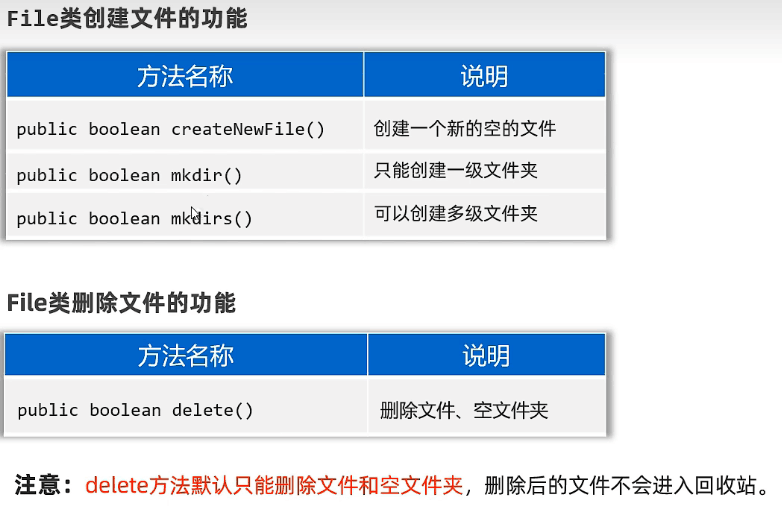 File类创建文件的功能
方法名称 说明
public boolean createNewFile() 创建一个新的空的文件
public boolean mkdir() 只能创建一级文件夹
public boolean mkdirs() 可以创建多级文件夹
File类删除文件的功能
方法名称 说明
public boolean delete() 删除文件、空文件夹
注意：delete方法默认只能删除文件和空文件夹，删除后的文件不会进入回收站。